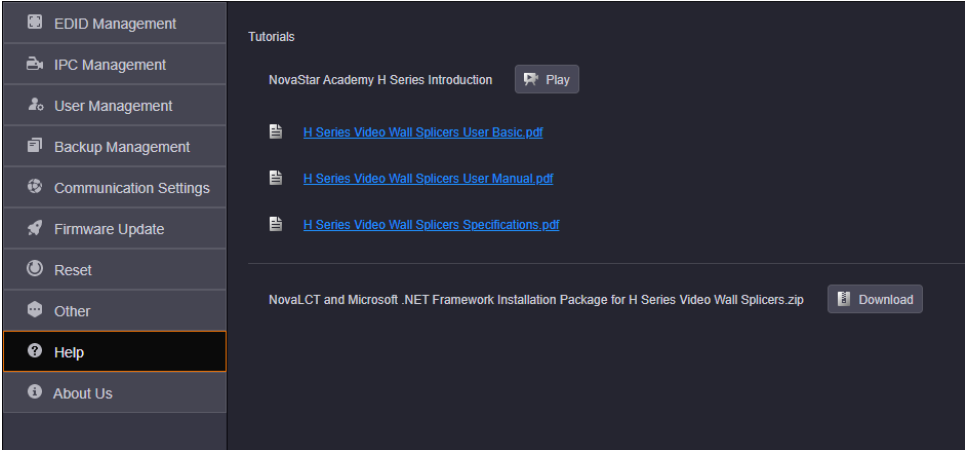 EDID Management
IPC Management
User Management
Backup Management
Communication Settings
Firmware Update
Reset
Other
Help
About Us
Tutorials
NovaStar Academy H Series Introduction
Play
H Series Video Wall Splicers User Basic.pdf
H Series Video Wall Splicers User Manual.pdf
H Series Video Wall Splicers Specifications.pdf
NovaLCT and Microsoft .NET Framework Installation Package for H Series Video Wall Splicers.zip
Download